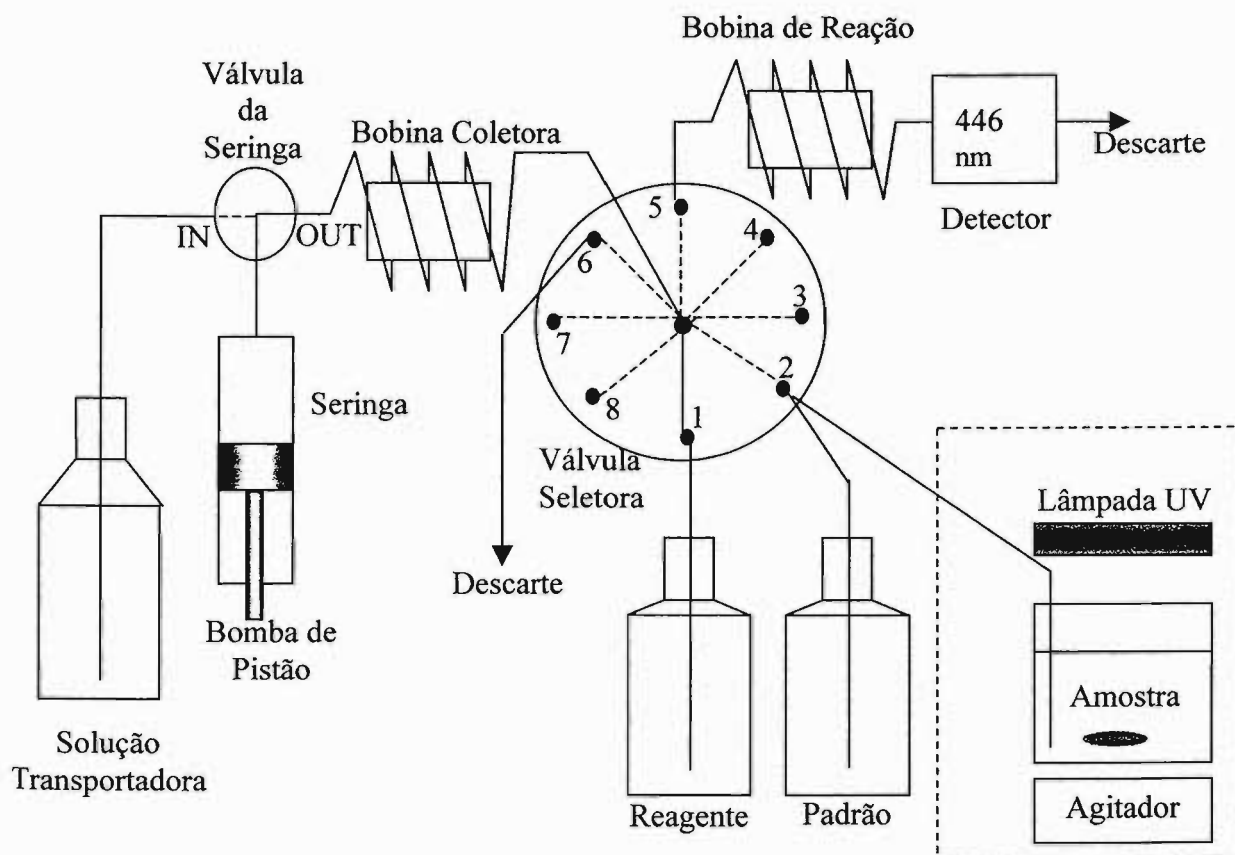 Bobina de Reação
Válvula
da
Seringa
Bobina Coletora
446
nm
Descarte
Detector
IN
OUT
5
4
6
3
7
2
8
1
Seringa
Válvula
Seletora
Lâmpada UV
Descarte
Bomba de
Pistão
Amostra
Solução
Transportadora
Reagente
Padrão
Agitador